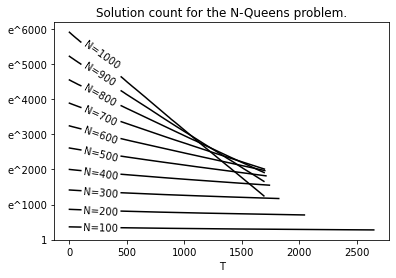 Solution count for the N-Queens problem.
e^6000
e^5000
e^4000
e^3000
e^2000
e^1000
1
N=1000
N=900
N=800
N=700
N=600
N=500
N=400
N=300
N=200
N=100
0 500 1000 1500 2000 2500
T